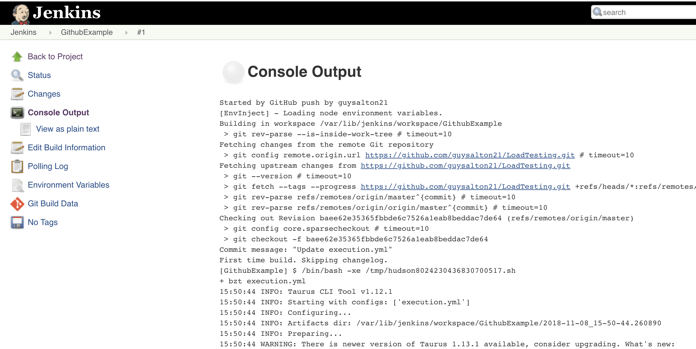 Jenkins
search
Jenkins › GithubExample › #1
Back to Project
Status
Changes
Console Output
View as plain text
Edit Build Information
Polling Log
Environment Variables
Git Build Data
No Tags
Console Output
Started by GitHub push by guysalton21
[EnvInject] - Loading node environment variables.
Building in workspace /var/lib/jenkins/workspace/GithubExample
> git rev-parse --is-inside-work-tree # timeout=10
Fetching changes from the remote Git repository
> git config remote.origin.url https://github.com/guysalton21/LoadTesting.git # timeout=10
Fetching upstream changes from https://github.com/guysalton21/LoadTesting.git
> git --version # timeout=10
> git fetch --tags --progress https://github.com/guysalton21/LoadTesting.git +refs/heads/*:refs/remotes/
> git rev-parse refs/remotes/origin/master^{commit} # timeout=10
> git rev-parse refs/remotes/origin/origin/master^{commit} # timeout=10
Checking out Revision baee62e35365fbbde6c7526a1eab8beddac7de64 (refs/remotes/origin/master)
> git config core.sparsecheckout # timeout=10
> git checkout -f baee62e35365fbbde6c7526a1eab8beddac7de64
Commit message: "Update execution.yml"
First time build. Skipping changelog.
[GithubExample] $ /bin/bash -xe /tmp/hudson8024230436830700517.sh
+ bzt execution.yml
15:50:44 INFO: Taurus CLI Tool v1.12.1
15:50:44 INFO: Starting with configs: ['execution.yml']
15:50:44 INFO: Configuring...
15:50:44 INFO: Artifacts dir: /var/lib/jenkins/workspace/GithubExample/2018-11-08_15-50-44.260890
15:50:44 INFO: Preparing...
15:50:44 WARNING: There is newer version of Taurus 1.13.1 available, consider upgrading. What's new: